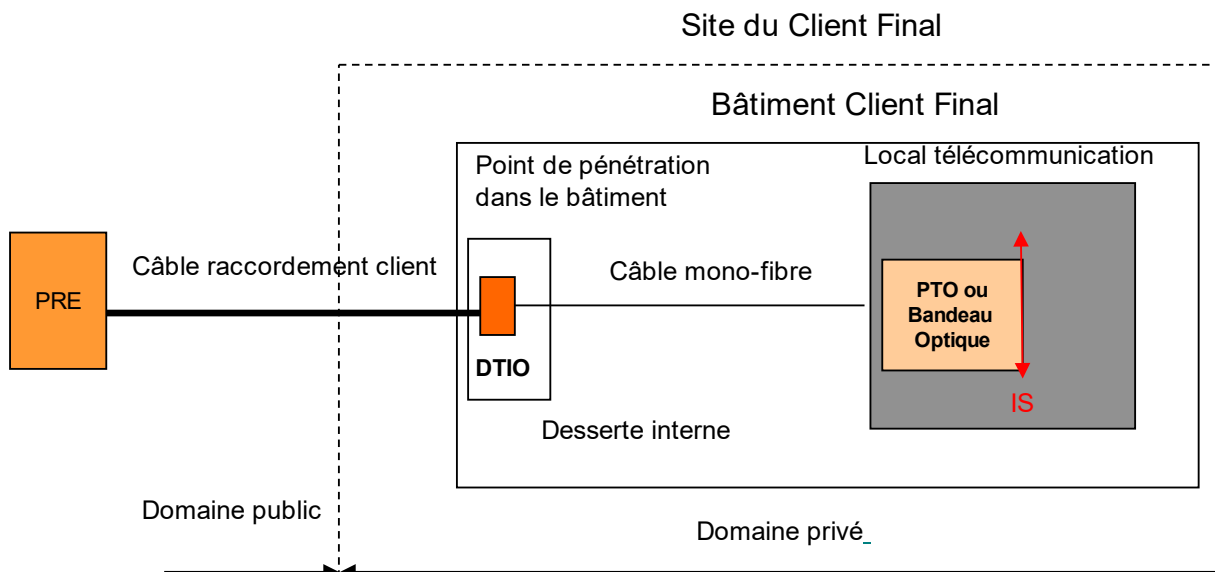 Site du Client Final
Bâtiment Client Final
Point de pénétration
dans le bâtiment
Local télécommunication
Câble raccordement client
Câble mono-fibre
PRE
PTO ou
Bandeau
Optique
DTIO
IS
Desserte interne
Domaine public
Domaine privé